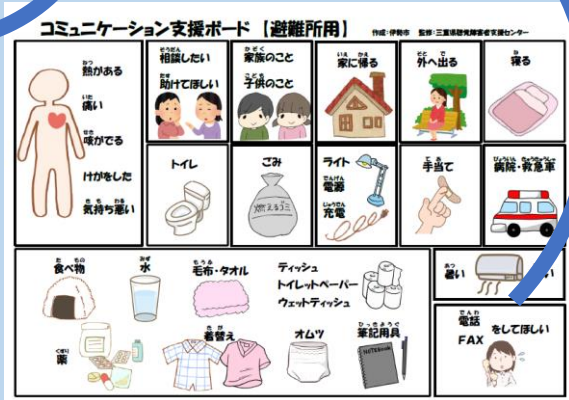 コミュニケーション支援ボード【避難所用】
作成:伊勢市 監修:三重県聴覚障害者支援センター
熱がある
痛い
咳がでる
けがをした
気持ち悪い
相談したい
助けてほしい
家族のこと
子供のこと
家に帰る
外へ出る
寝る
トイレ
ごみ
燃えるゴミ
ライト
電源
充電
手当て
病院・救急車
食べ物
水
毛布・タオル
ティッシュ
トイレットペーパー
ウェットティッシュ
薬
着替え
オムツ
筆記用具
NOTEBOOK
暑い
い
電話
FAX
をしてほしい